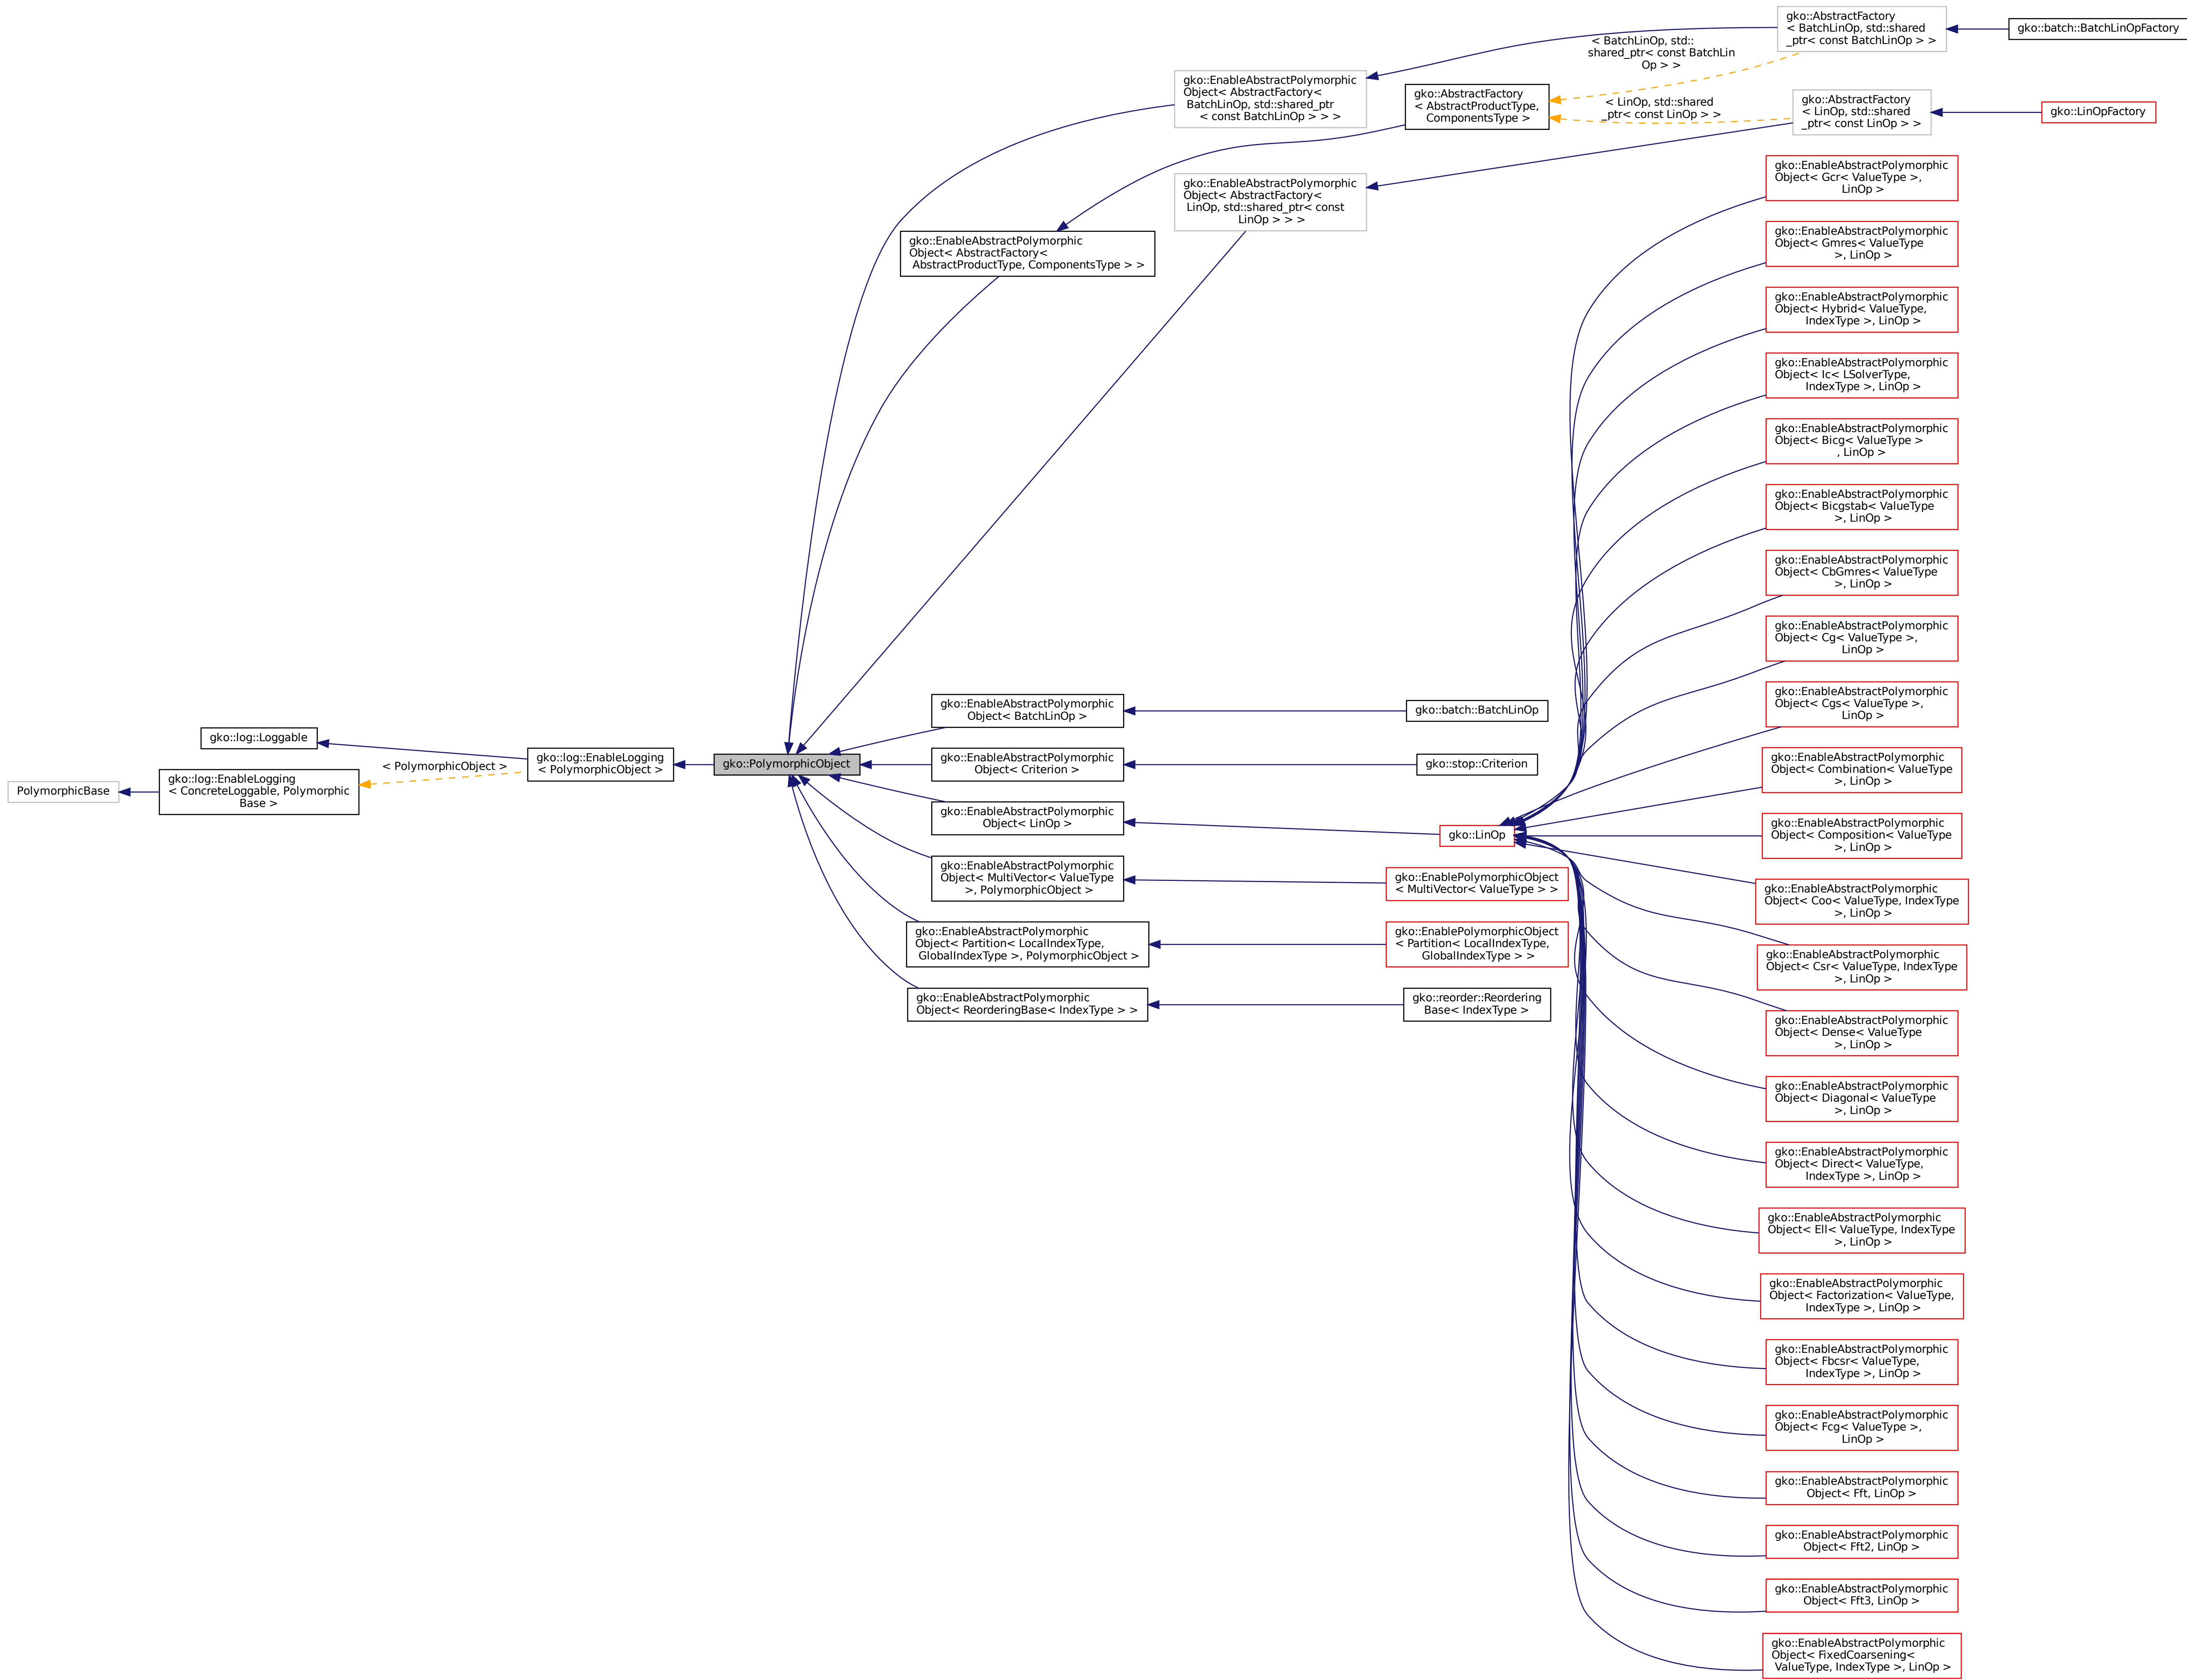 PolymorphicBase
gko::log::Loggable
gko::log::EnableLogging
< ConcreteLoggable, Polymorphic
Base >
< PolymorphicObject >
gko::log::EnableLogging
< PolymorphicObject >
gko::PolymorphicObject
gko::EnableAbstractPolymorphic
Object< AbstractFactory<
BatchLinOp, std::shared_ptr
< const BatchLinOp > > >
gko::EnableAbstractPolymorphic
Object< AbstractFactory<
AbstractProductType, ComponentsType > >
gko::EnableAbstractPolymorphic
Object< AbstractFactory<
LinOp, std::shared_ptr< const
LinOp > > >
gko::EnableAbstractPolymorphic
Object< BatchLinOp >
gko::EnableAbstractPolymorphic
Object< Criterion >
gko::EnableAbstractPolymorphic
Object< LinOp >
gko::EnableAbstractPolymorphic
Object< MultiVector< ValueType
>, PolymorphicObject >
gko::EnableAbstractPolymorphic
Object< Partition< LocalIndexType,
GlobalIndexType >, PolymorphicObject >
gko::EnableAbstractPolymorphic
Object< ReorderingBase< IndexType > >
gko::AbstractFactory
< AbstractProductType,
ComponentsType >
< BatchLinOp, std::
shared_ptr< const BatchLin
Op > >
< LinOp, std::shared
_ptr< const LinOp > >
gko::AbstractFactory
< BatchLinOp, std::shared
_ptr< const BatchLinOp > >
gko::batch::BatchLinOpFactory
gko::AbstractFactory
< LinOp, std::shared
_ptr< const LinOp > >
gko::LinOpFactory
gko::batch::BatchLinOp
gko::stop::Criterion
gko::LinOp
gko::EnablePolymorphicObject
< MultiVector< ValueType > >
gko::EnablePolymorphicObject
< Partition< LocalIndexType,
GlobalIndexType > >
gko::reorder::Reordering
Base< IndexType >
gko::EnableAbstractPolymorphic
Object< Gcr< ValueType >,
LinOp >
gko::EnableAbstractPolymorphic
Object< Gmres< ValueType
>, LinOp >
gko::EnableAbstractPolymorphic
Object< Hybrid< ValueType,
IndexType >, LinOp >
gko::EnableAbstractPolymorphic
Object< Ic< LSolverType,
IndexType >, LinOp >
gko::EnableAbstractPolymorphic
Object< Bicg< ValueType >
, LinOp >
gko::EnableAbstractPolymorphic
Object< Bicgstab< ValueType
>, LinOp >
gko::EnableAbstractPolymorphic
Object< CbGmres< ValueType
>, LinOp >
gko::EnableAbstractPolymorphic
Object< Cg< ValueType >,
LinOp >
gko::EnableAbstractPolymorphic
Object< Cgs< ValueType >,
LinOp >
gko::EnableAbstractPolymorphic
Object< Combination< ValueType
>, LinOp >
gko::EnableAbstractPolymorphic
Object< Composition< ValueType
>, LinOp >
gko::EnableAbstractPolymorphic
Object< Coo< ValueType, IndexType
>, LinOp >
gko::EnableAbstractPolymorphic
Object< Csr< ValueType, IndexType
>, LinOp >
gko::EnableAbstractPolymorphic
Object< Dense< ValueType
>, LinOp >
gko::EnableAbstractPolymorphic
Object< Diagonal< ValueType
>, LinOp >
gko::EnableAbstractPolymorphic
Object< Direct< ValueType,
IndexType >, LinOp >
gko::EnableAbstractPolymorphic
Object< Ell< ValueType, IndexType
>, LinOp >
gko::EnableAbstractPolymorphic
Object< Factorization< ValueType,
IndexType >, LinOp >
gko::EnableAbstractPolymorphic
Object< Fbcsr< ValueType,
IndexType >, LinOp >
gko::EnableAbstractPolymorphic
Object< Fcg< ValueType >,
LinOp >
gko::EnableAbstractPolymorphic
Object< Fft, LinOp >
gko::EnableAbstractPolymorphic
Object< Fft2, LinOp >
gko::EnableAbstractPolymorphic
Object< Fft3, LinOp >
gko::EnableAbstractPolymorphic
Object< FixedCoarsening<
ValueType, IndexType >, LinOp >